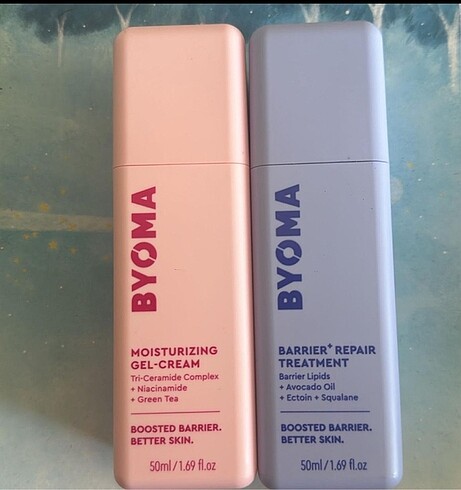 BYOMA
MOISTURIZING
GEL-CREAM
Tri-Ceramide Complex
+ Niacinamide
+ Green Tea
BOOSTED BARRIER.
BETTER SKIN.
50ml/1.69 fl.oz
BYOMA
BARRIER+ REPAIR
TREATMENT
Barrier Lipids
+ Avocado Oil
+ Ectoin + Squalane
BOOSTED BARRIER.
BETTER SKIN.
50ml/1.69 fl.oz